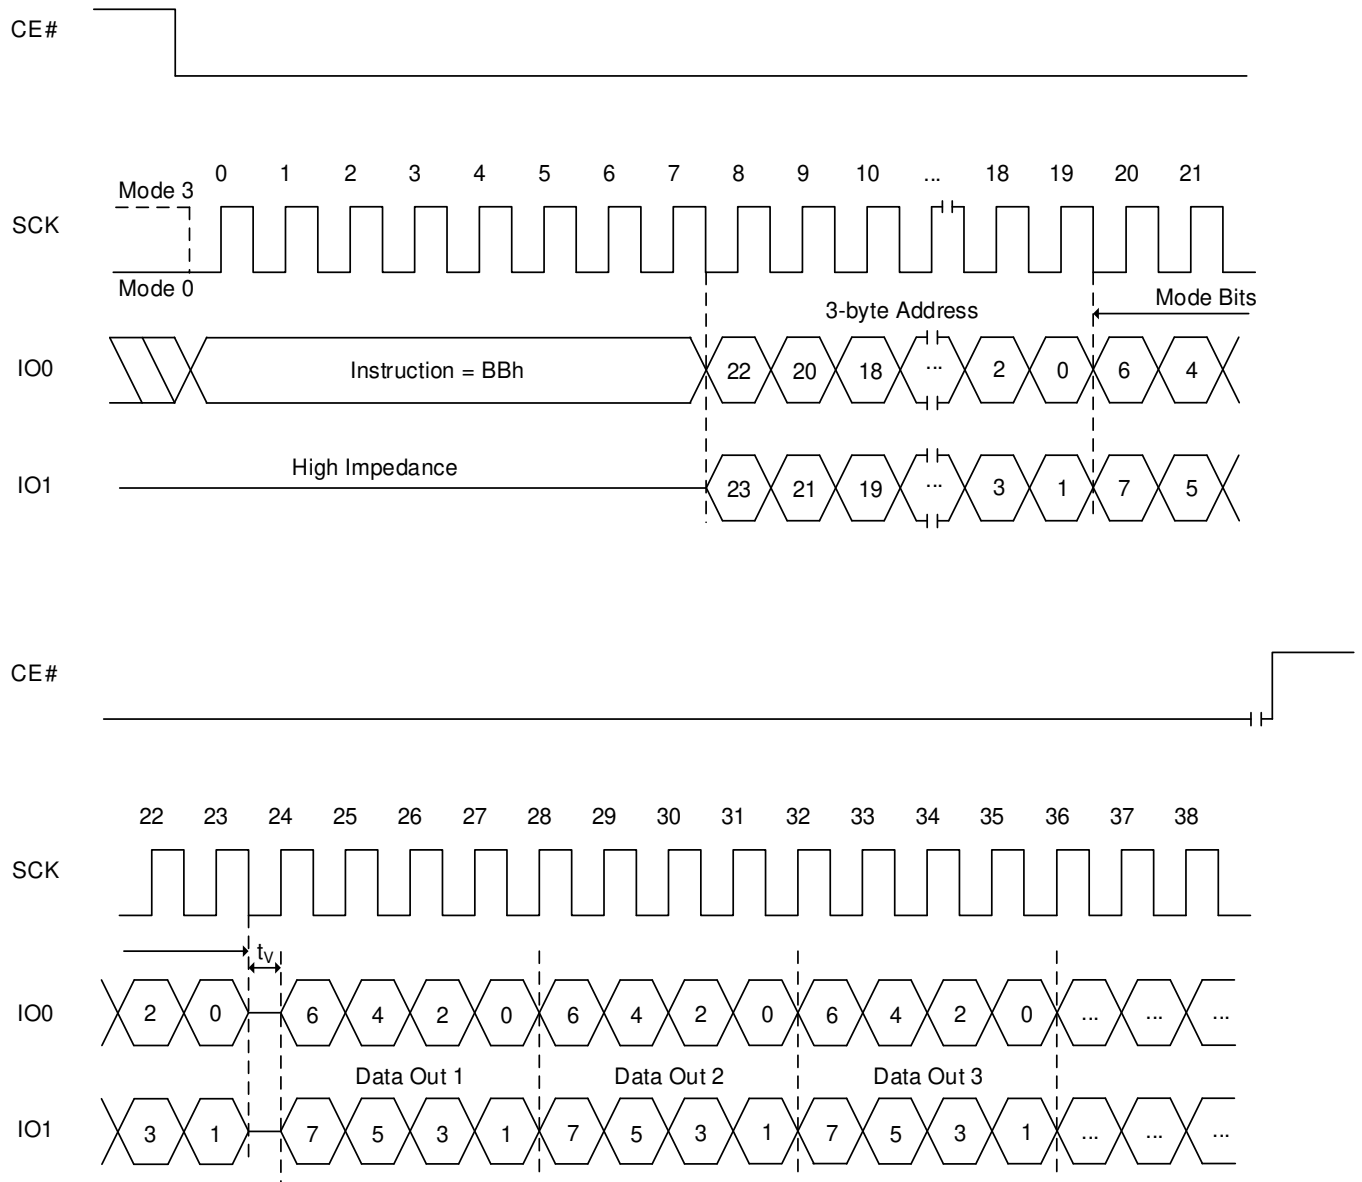 CE#
0 1 2 3 4 5 6 7 8 9 10 ... 18 19 20 21
Mode 3
SCK
Mode 0
3-byte Address Mode Bits
IO0 Instruction = BBh 22 20 18 ... 2 0 6 4
High Impedance
IO1 23 21 19 ... 3 1 7 5
CE#
22 23 24 25 26 27 28 29 30 31 32 33 34 35 36 37 38
SCK
tV
IO0 2 0 6 4 2 0 6 4 2 0 6 4 2 0 ... ... ...
Data Out 1 Data Out 2 Data Out 3
IO1 3 1 7 5 3 1 7 5 3 1 7 5 3 1 ... ... ...